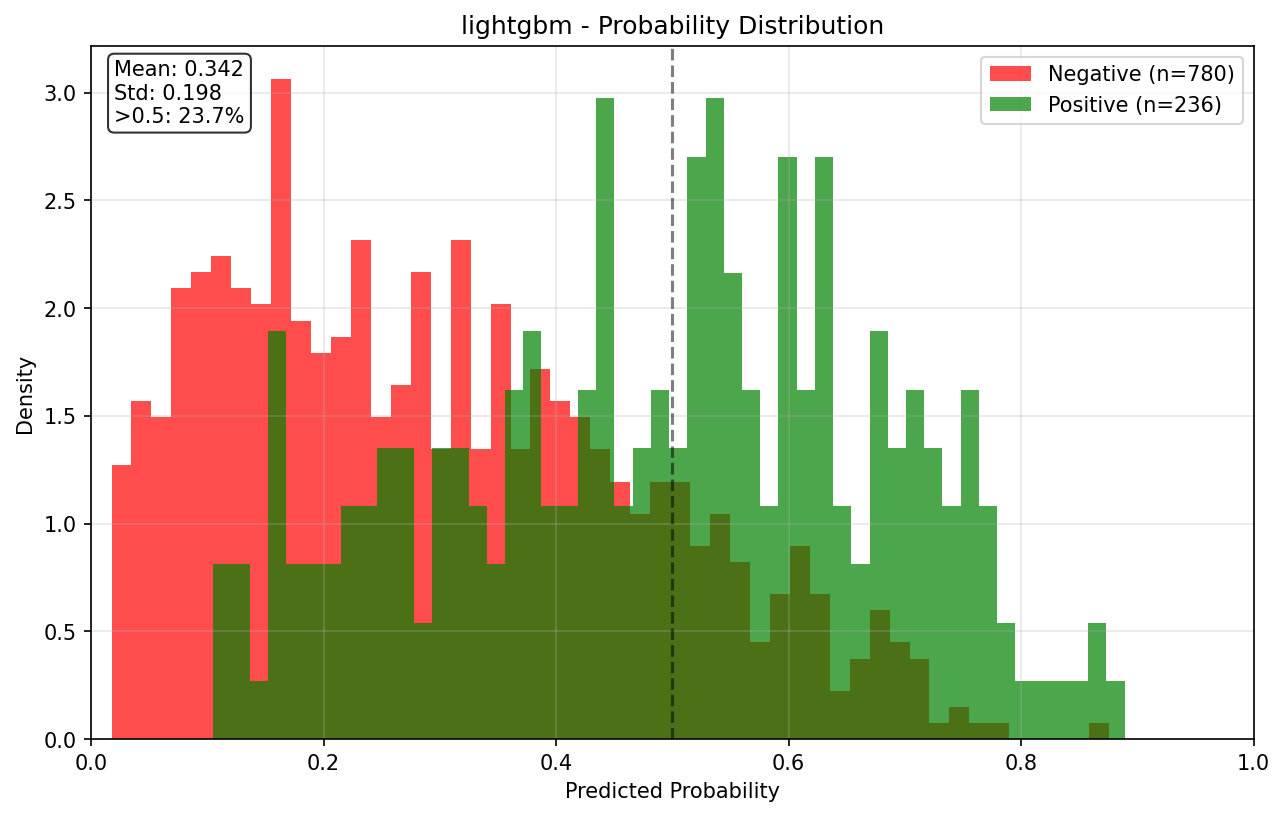 lightgbm - Probability Distribution
Mean: 0.342
Std: 0.198
>0.5: 23.7%
Negative (n=780)
Positive (n=236)
Density
3.0
2.5
2.0
1.5
1.0
0.5
0.0
0.0 0.2 0.4 0.6 0.8 1.0
Predicted Probability